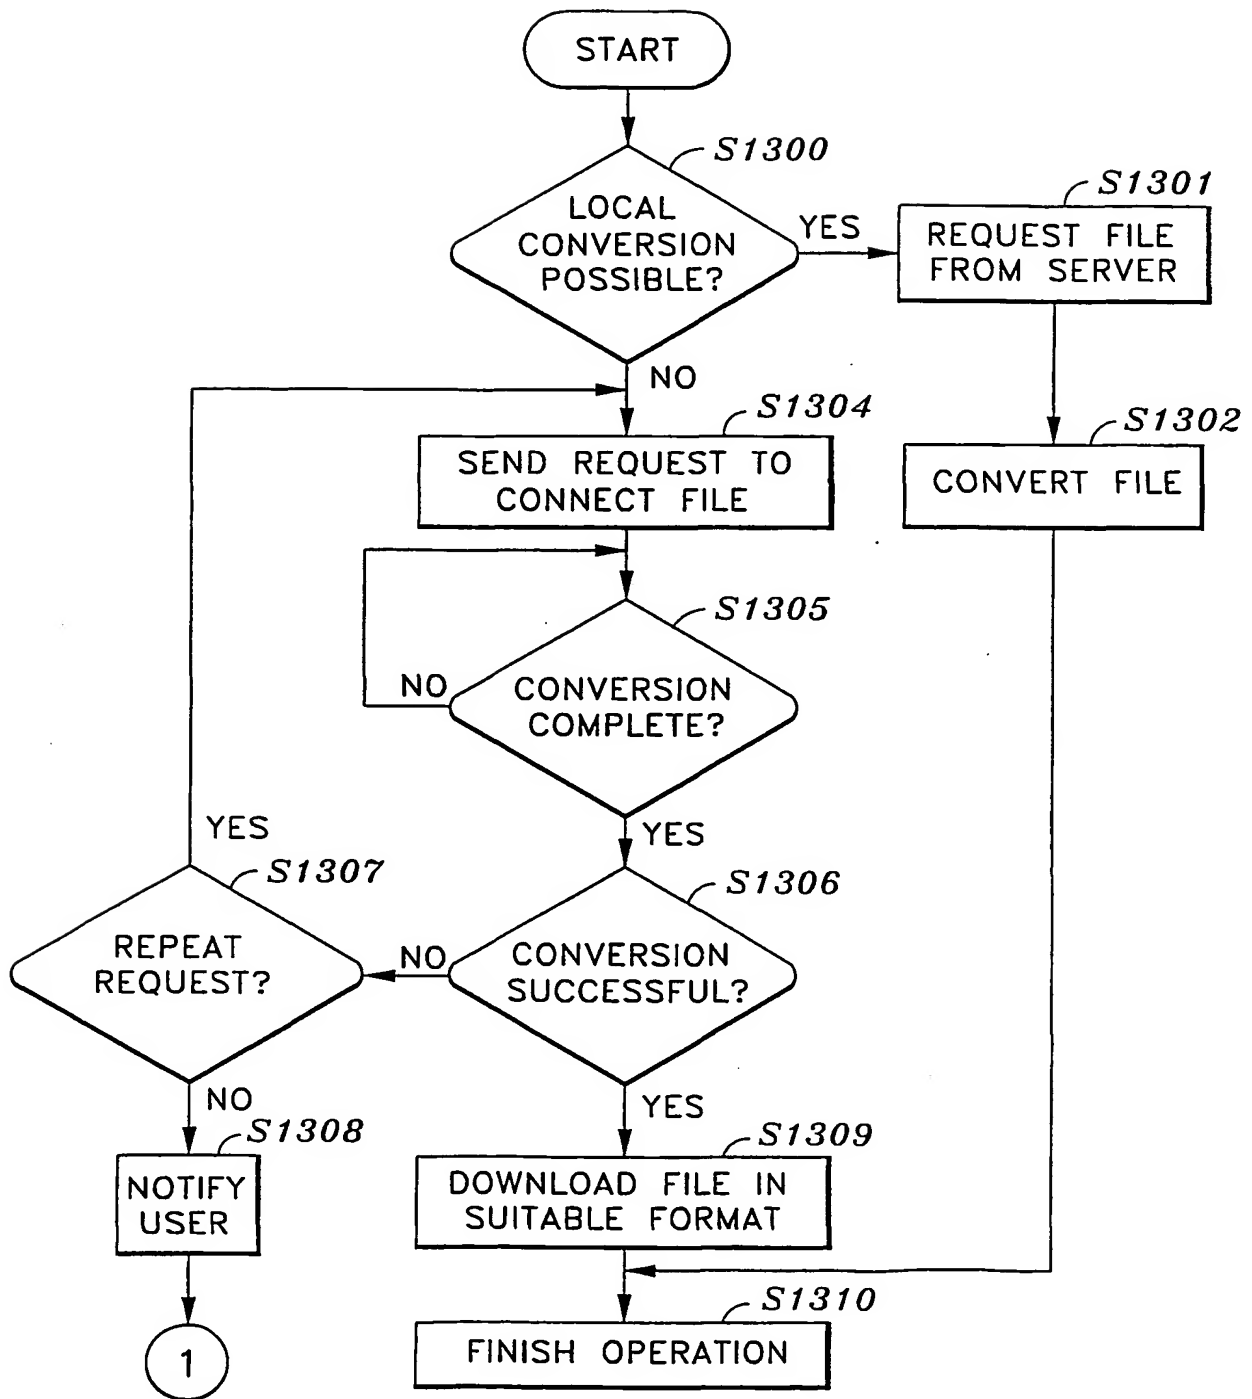 START
S1300
LOCAL
CONVERSION
POSSIBLE?
YES
S1301
REQUEST FILE
FROM SERVER
NO
S1304
SEND REQUEST TO
CONNECT FILE
S1302
CONVERT FILE
S1305
NO
CONVERSION
COMPLETE?
YES
YES
S1307
REPEAT
REQUEST?
S1306
NO
CONVERSION
SUCCESSFUL?
NO
S1308
NOTIFY
USER
YES
S1309
DOWNLOAD FILE IN
SUITABLE FORMAT
S1310
FINISH OPERATION
1